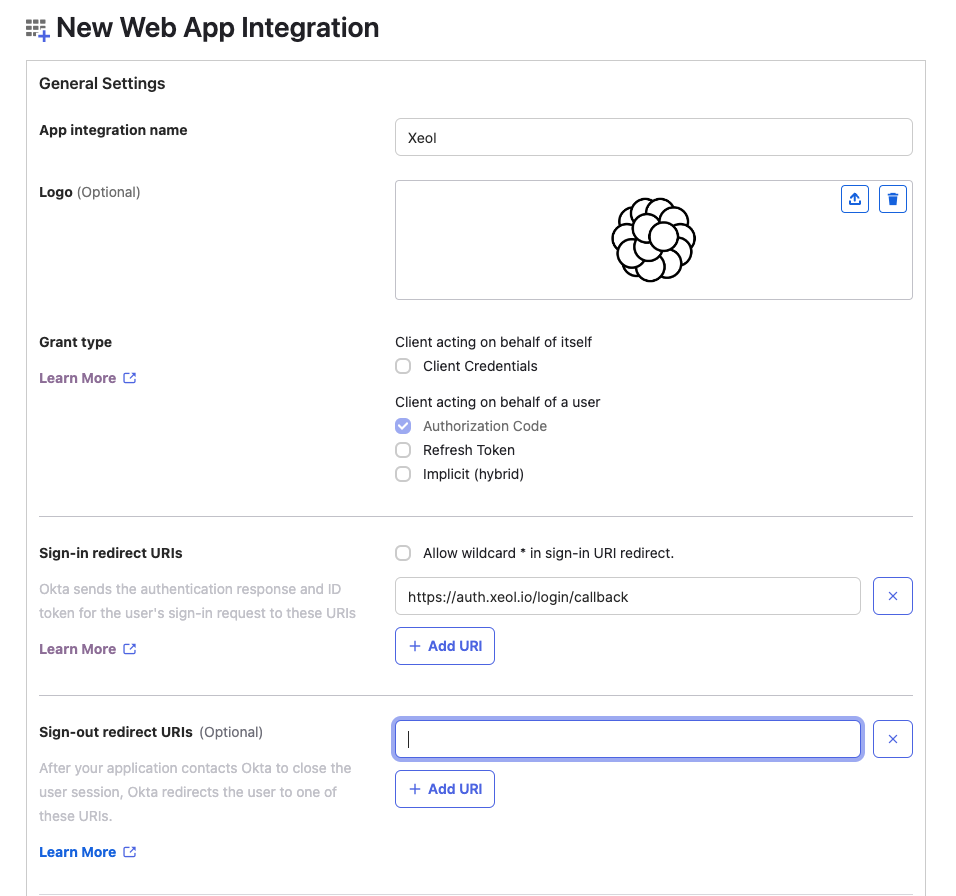 New Web App Integration
General Settings
App integration name
Xeol
Logo (Optional)
Grant type
Learn More
Client acting on behalf of itself
Client Credentials
Client acting on behalf of a user
Authorization Code
Refresh Token
Implicit (hybrid)
Sign-in redirect URIs
Okta sends the authentication response and ID
token for the user's sign-in request to these URIs
Learn More
Allow wildcard * in sign-in URI redirect.
https://auth.xeol.io/login/callback
+ Add URI
Sign-out redirect URIs (Optional)
After your application contacts Okta to close the
user session, Okta redirects the user to one of
these URIs.
Learn More
+ Add URI